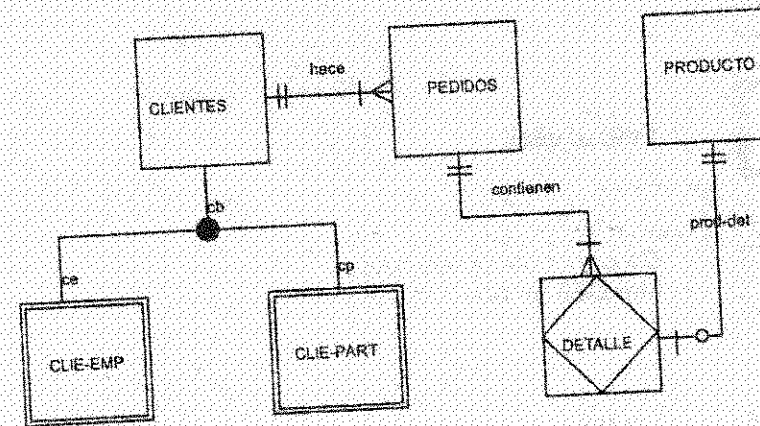 hace
CLIENTES
PEDIDOS
PRODUCTO
contienen
cb
prod-det
ce
cp
CLIE-EMP
CLIE-PART
DETALLE